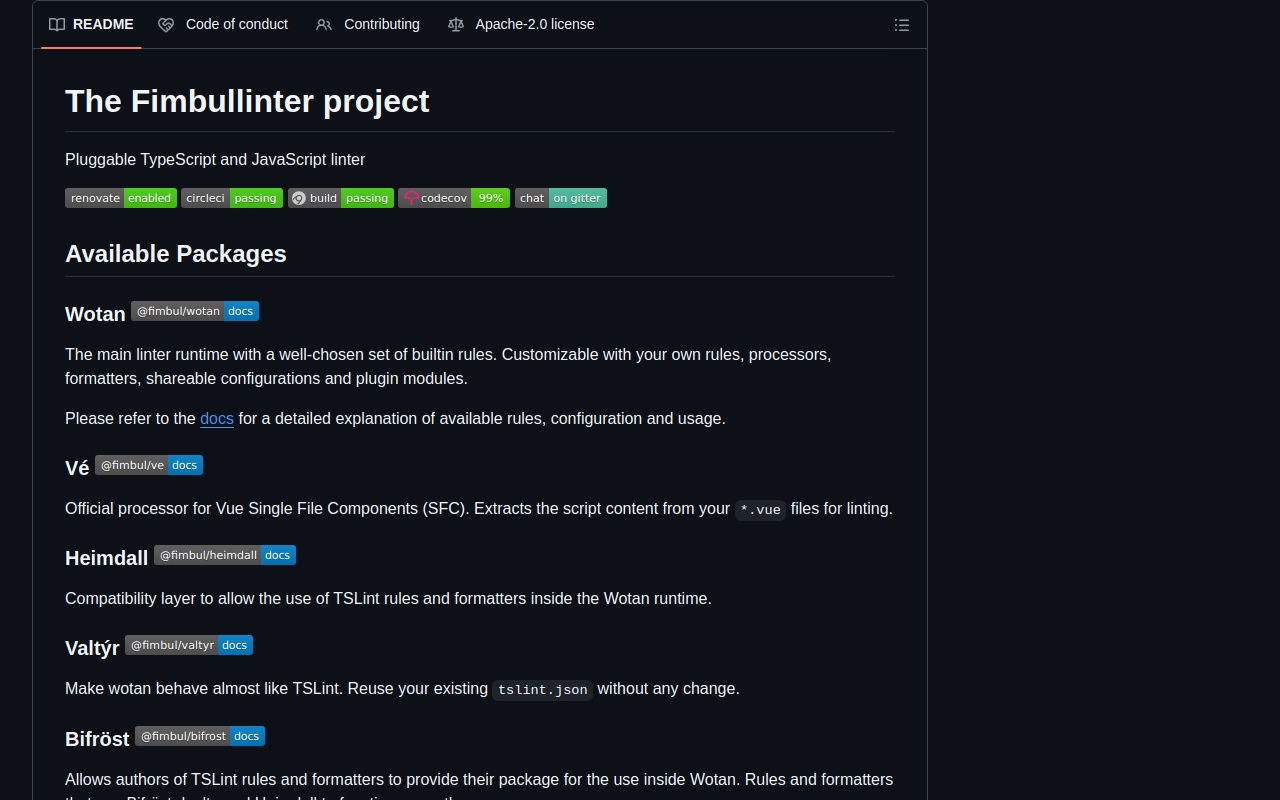 README Code of conduct Contributing Apache-2.0 license
The Fimbullinter project
Pluggable TypeScript and JavaScript linter
renovate enabled circleci passing build passing codecov 99% chat on gitter
Available Packages
Wotan @fimbul/wotan docs
The main linter runtime with a well-chosen set of builtin rules. Customizable with your own rules, processors,
formatters, shareable configurations and plugin modules.
Please refer to the docs for a detailed explanation of available rules, configuration and usage.
Vé @fimbul/ve docs
Official processor for Vue Single File Components (SFC). Extracts the script content from your *.vue files for linting.
Heimdall @fimbul/heimdall docs
Compatibility layer to allow the use of TSLint rules and formatters inside the Wotan runtime.
Valtýr @fimbul/valtyr docs
Make wotan behave almost like TSLint. Reuse your existing tslint.json without any change.
Bifröst @fimbul/bifrost docs
Allows authors of TSLint rules and formatters to provide their package for the use inside Wotan. Rules and formatters